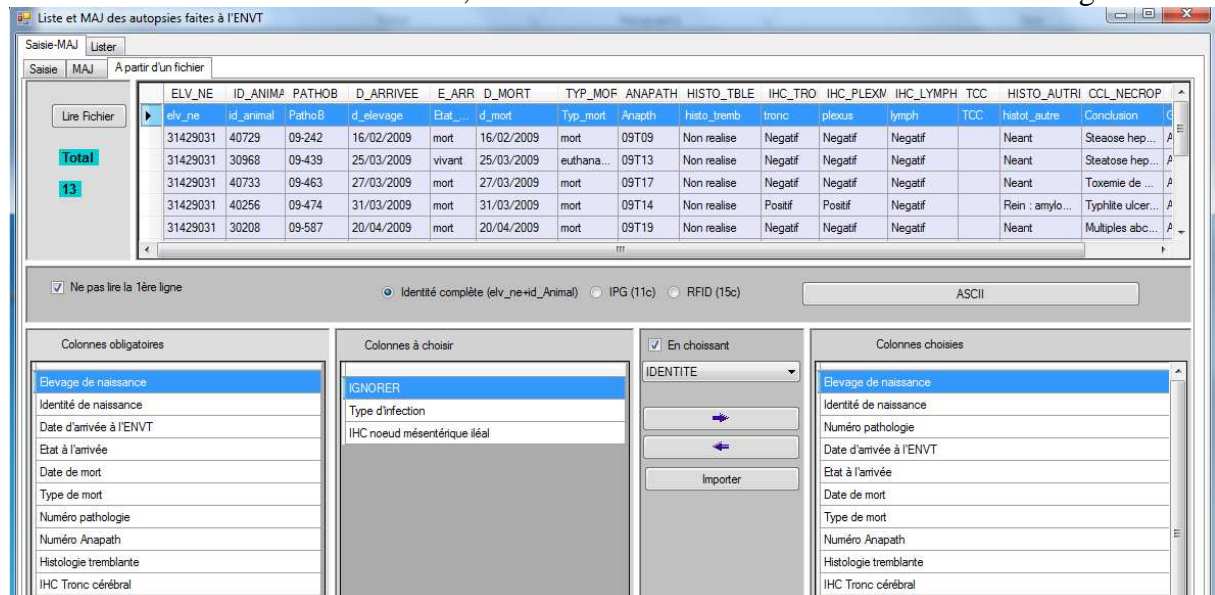 Liste et MAJ des autopsies faites à l'ENVT
Saisie-MAJ Lister
Saisie MAJ A partir d'un fichier
ELV_NE ID_ANIMA PATHOB D_ARRIVEE E_ARR D_MORT TYP_MOF ANAPATH HISTO_TBLE IHC_TRO IHC_PLEXN IHC_LYMPH TCC HISTO_AUTRI CCL_NECROP
Lire Fichier elv_ne id_animal PathoB d_elevage Etat_... d_mort Typ_mort Anapth histo_tremb tronc plexus lymph TCC histot_autre Conclusion G
31429031 40729 09-242 16/02/2009 mort 16/02/2009 mort 09T09 Non realise Negatif Negatif Negatif Neant Steaose hep... A
Total 31429031 30968 09-439 25/03/2009 vivant 25/03/2009 euthana... 09T13 Non realise Negatif Negatif Negatif Neant Steatose hep... A
13 31429031 40733 09-463 27/03/2009 mort 27/03/2009 mort 09T17 Non realise Negatif Negatif Negatif Neant Toxemie de ... A
31429031 40256 09-474 31/03/2009 mort 31/03/2009 mort 09T14 Non realise Positif Positif Negatif Rein : amylo... Typhlite ulcer... A
31429031 30208 09-587 20/04/2009 mort 20/04/2009 mort 09T19 Non realise Negatif Negatif Negatif Neant Multiples abc... A
Ne pas lire la 1ère ligne Identité complète (elv_ne+id_Animal) IPG (11c) RFID (15c) ASCII
Colonnes obligatoires Colonnes à choisir En choissant Colonnes choisies
IDENTITE
Elevage de naissance IGNORER Elevage de naissance
Identité de naissance Type d'infection Identité de naissance
Date d'arrivée à l'ENVT IHC noeud mésentérique iléal Numéro pathologie
Etat à l'arrivée Date d'arrivée à l'ENVT
Date de mort Importer Etat à l'arrivée
Type de mort Date de mort
Numéro pathologie Type de mort
Numéro Anapath Numéro Anapath
Histologie tremblante Histologie tremblante
IHC Tronc cérébral IHC Tronc cérébral